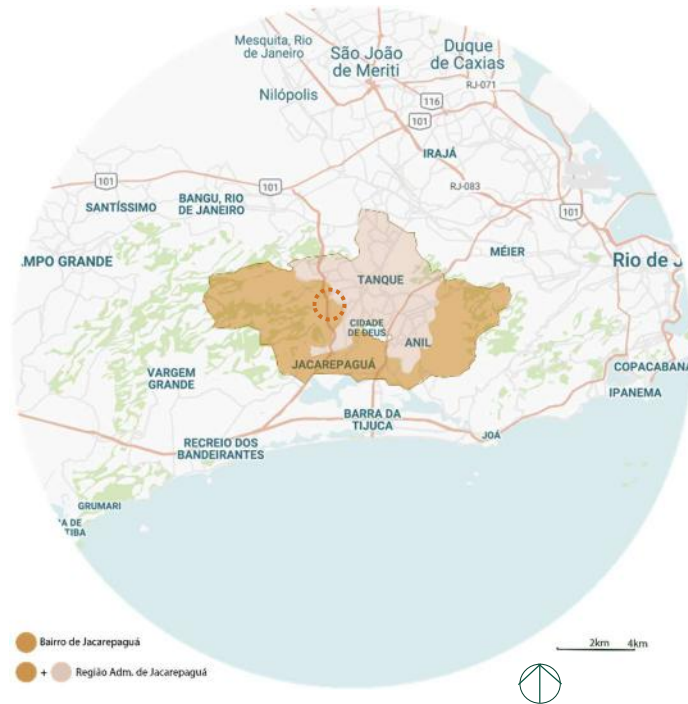 Mesquita, Rio
de Janeiro
São João
de Meriti
Duque
de Caxias
RJ-071
Nilópolis
116
101
IRAJÁ
RJ-083
101
101
BANGU, RIO
DE JANEIRO
SANTÍSSIMO
101
MÉIER
AMPO GRANDE
Rio de J
TANQUE
CIDADE
DE DEUS
ANIL
JACAREPAGUÁ
VARGEM
GRANDE
COPACABANA
IPANEMA
BARRA DA
TIJUCA
JOÁ
RECREIO DOS
BANDEIRANTES
GRUMARI
A DE
TIBA
Bairro de Jacarepaguá
+ Região Adm. de Jacarepaguá
2km 4km